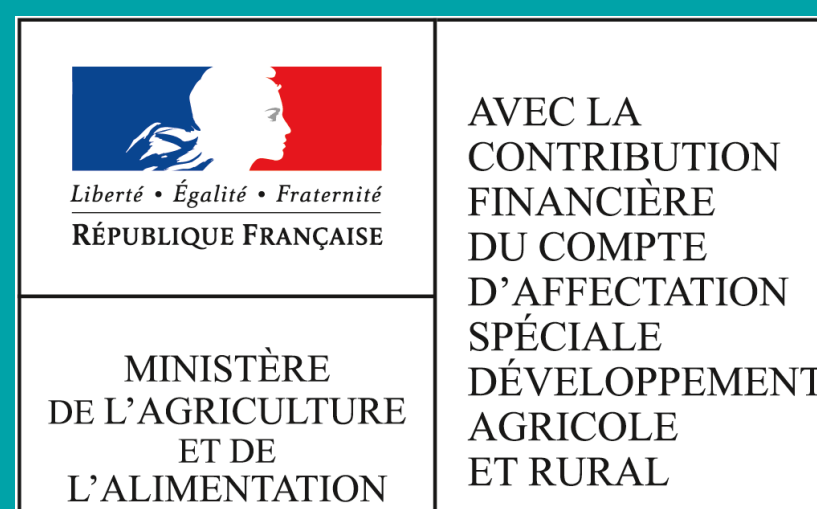 Liberté • Égalité • Fraternité
RÉPUBLIQUE FRANÇAISE
MINISTÈRE
DE L’AGRICULTURE
ET DE
L’ALIMENTATION
AVEC LA
CONTRIBUTION
FINANCIÈRE
DU COMPTE
D’AFFECTATION
SPÉCIALE
DÉVELOPPEMENT
AGRICOLE
ET RURAL